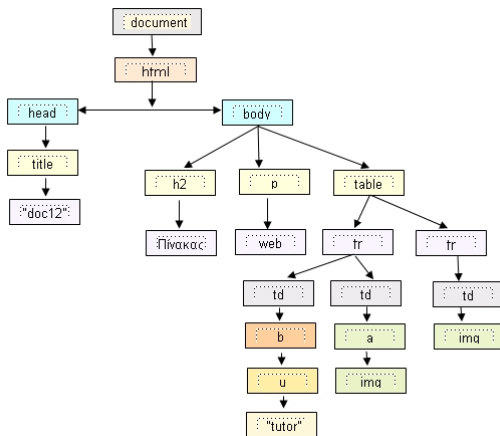 document
html
head
body
title
h2
p
table
"doc12"
Πίνακας
web
tr
tr
td
td
td
b
a
img
u
img
"tutor"